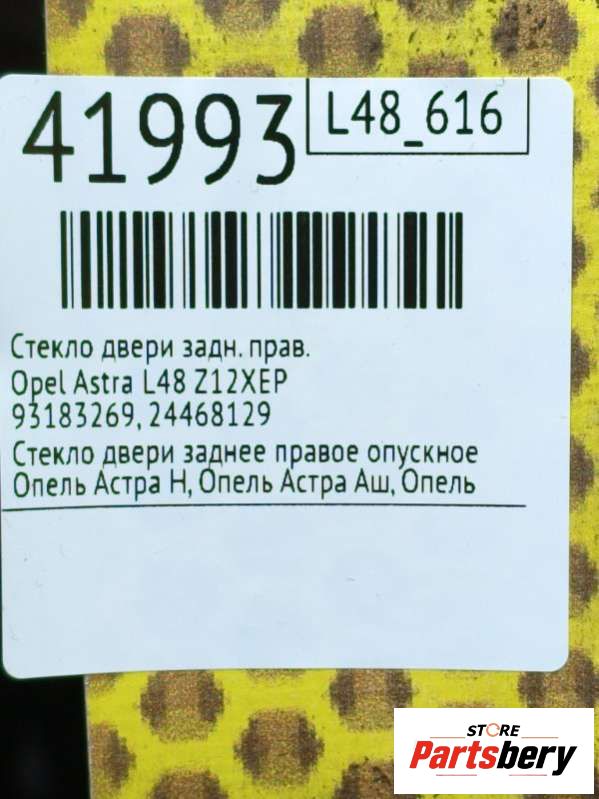 41993
L48_616
Стекло двери задн. прав.
Opel Astra L48 Z12XEP
93183269, 24468129
Стекло двери заднее правое опускное
Опель Астра Н, Опель Астра Аш, Опель
STORE
Partsbery